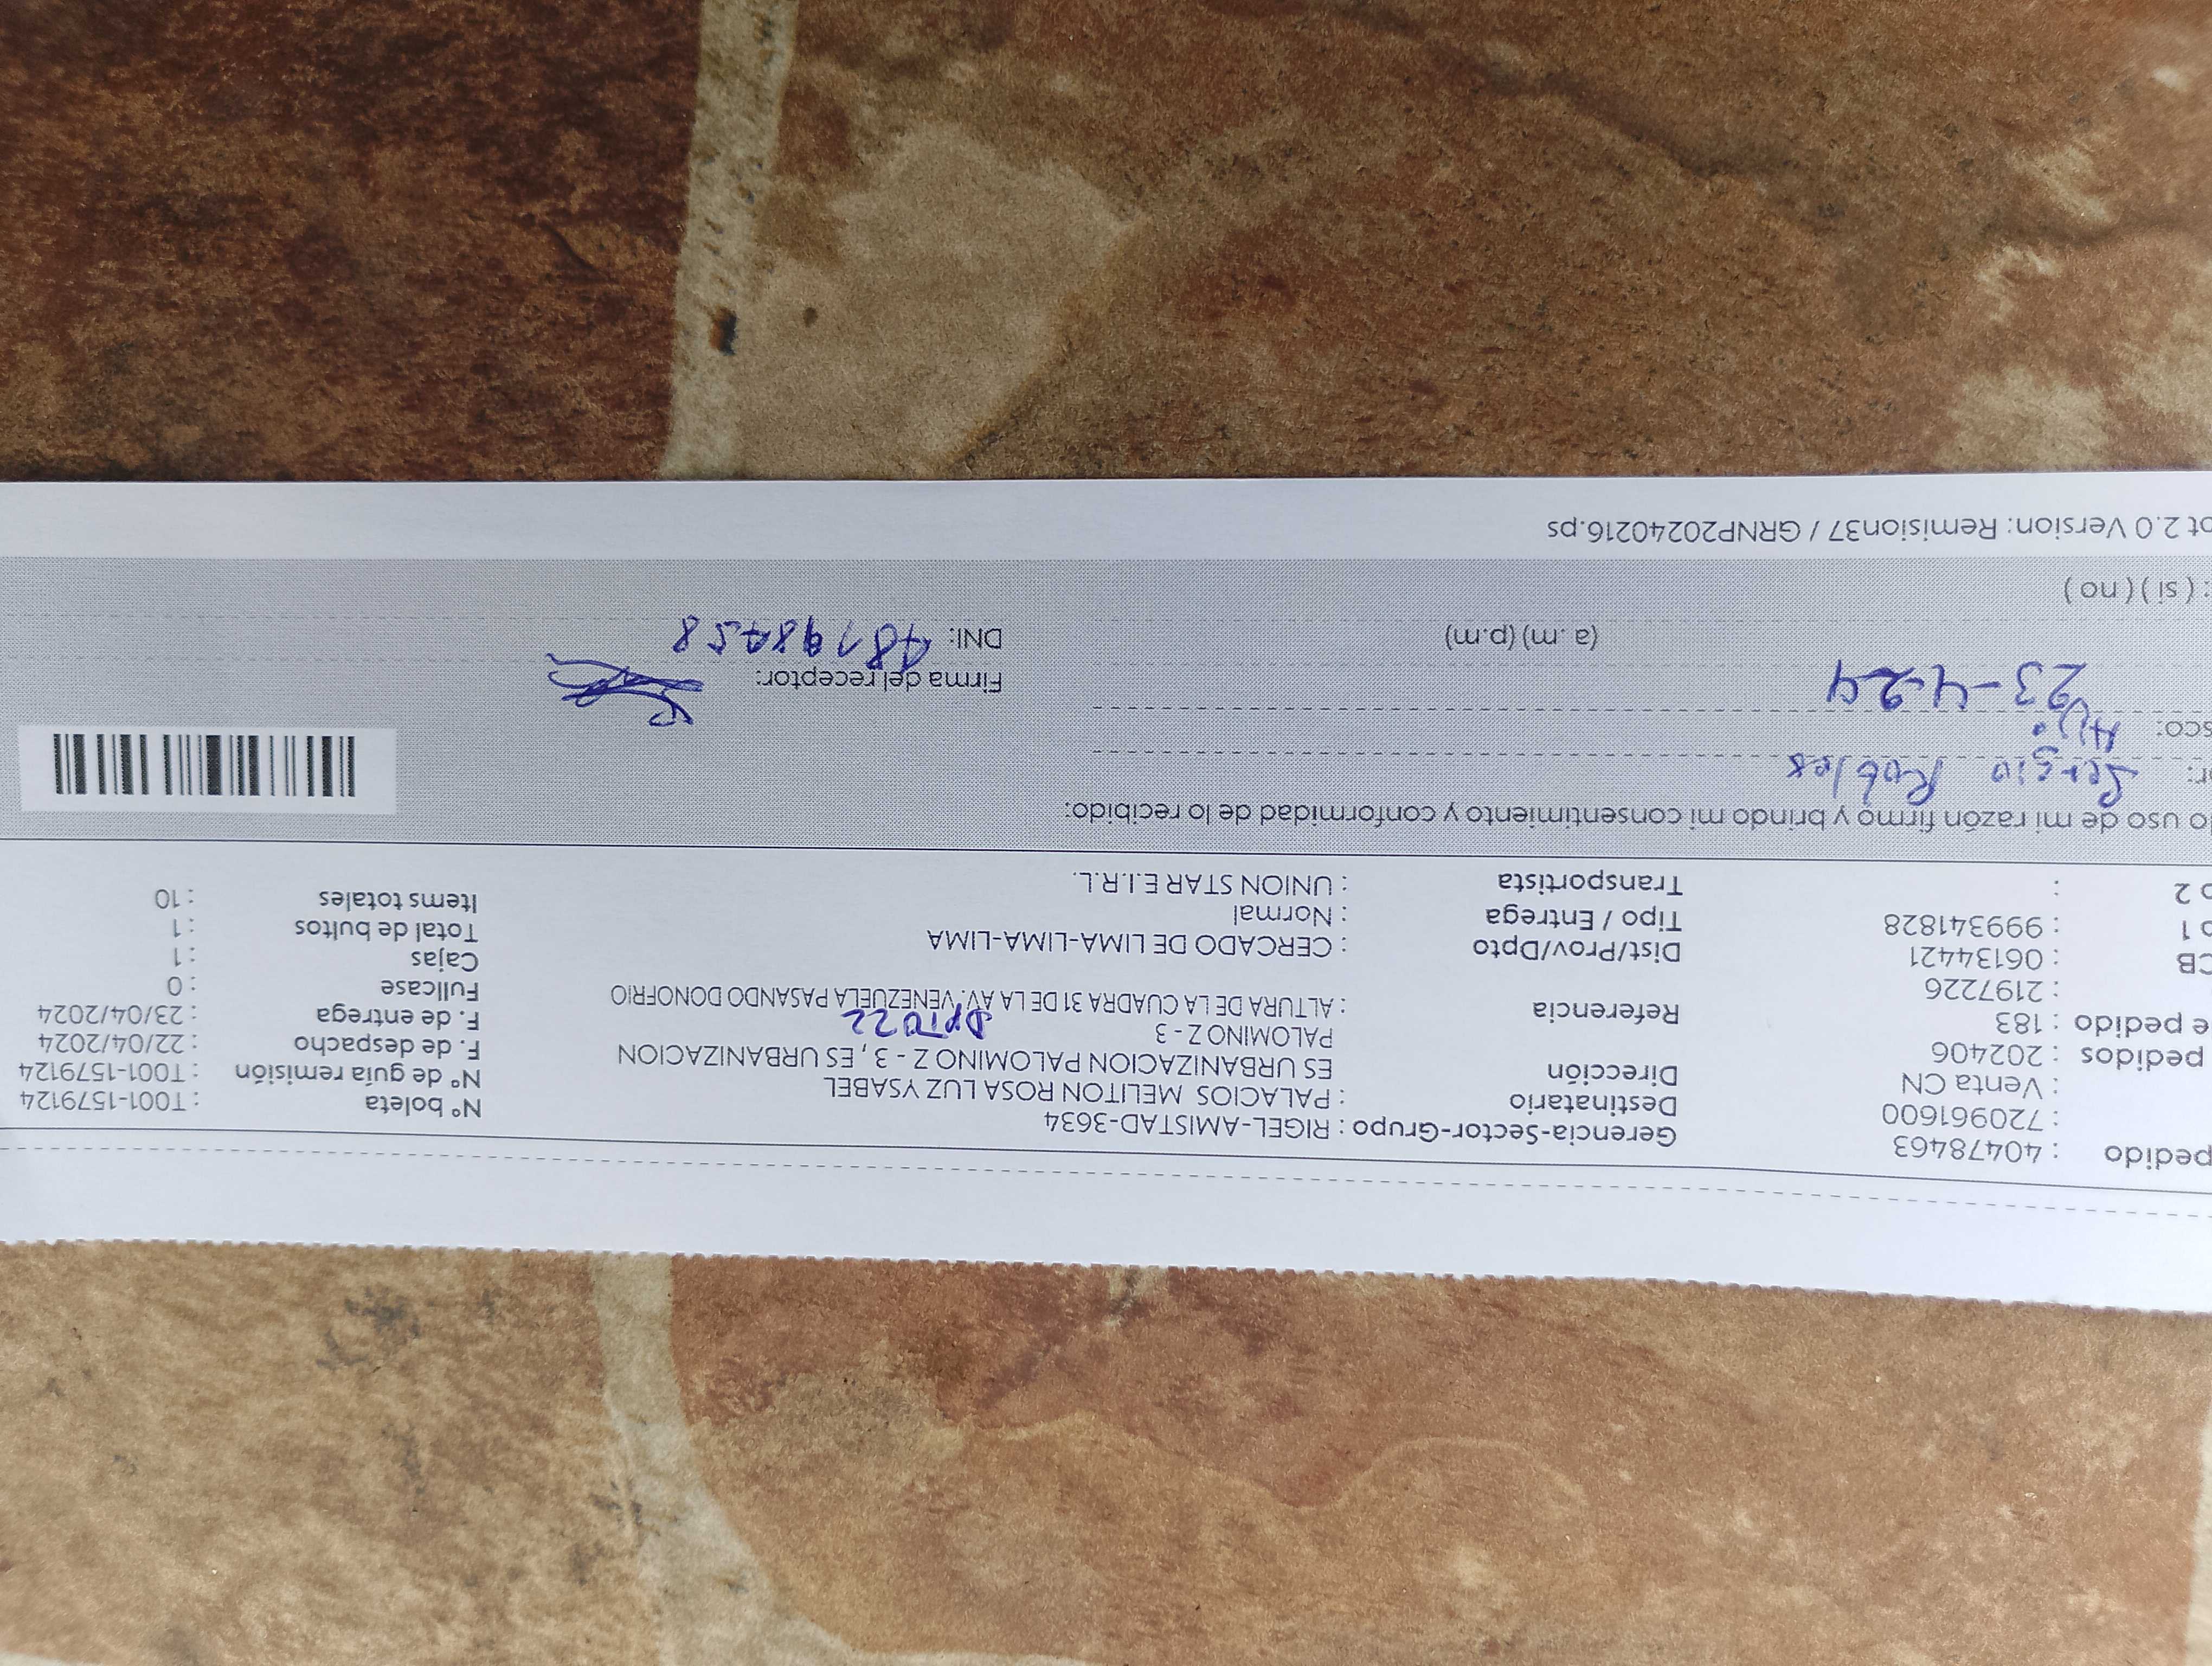 pedido : 40478463 Gerencia-Sector-Grupo : RIGEL-AMISTAD-3634 N° boleta : T001-1579124
: 720961600 Destinatario : PALACIOS MELITON ROSA LUZ YSABEL N° de guía remisión : T001-1579124
: Venta CN Dirección ES URBANIZACION PALOMINO Z - 3 , ES URBANIZACION F. de despacho : 22/04/2024
pedidos : 202406 PALOMINO Z - 3 DPTO 22 F. de entrega : 23/04/2024
e pedido : 183 Referencia : ALTURA DE LA CUADRA 31 DE LA AV. VENEZUELA PASANDO DONOFRIO Fullcase : 0
: 2197226 Cajas : 1
CB : 06134421 Dist/Prov/Dpto : CERCADO DE LIMA-LIMA-LIMA Total de bultos : 1
o 1 : 999341828 Tipo / Entrega : Normal Items totales : 10
o 2 : Transportista : UNION STAR E.I.R.L.
o uso de mi razón firmo y brindo mi consentimiento y conformidad de lo recibido:
or: Sergio Robles
sco: Hijo Firma del receptor:
23-4-24
(a .m) (p.m) DNI:
: ( si ) ( no )
pt 2.0 Version: Remision37 / GRNP20240216.ps